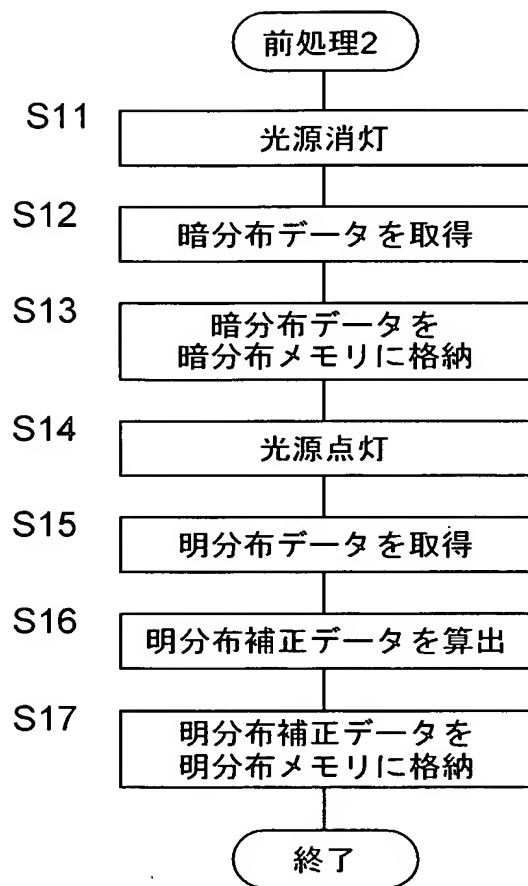 前処理2
S11
光源消灯
S12
暗分布データを取得
S13
暗分布データを
暗分布メモリに格納
S14
光源点灯
S15
明分布データを取得
S16
明分布補正データを算出
S17
明分布補正データを
明分布メモリに格納
終了